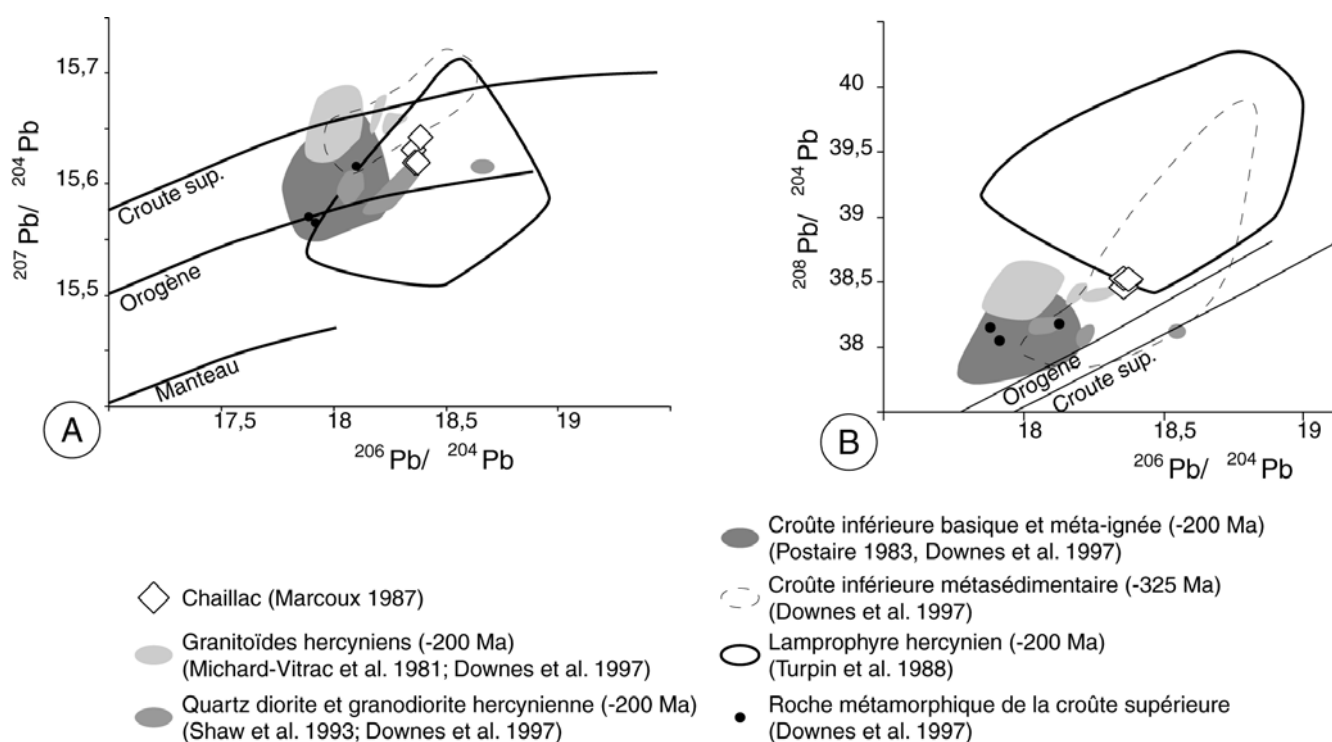 15,7
15,6
15,5
207Pb/ 204Pb
Croute sup.
Orogène
Manteau
A
17,5 18 18,5 19
206Pb/ 204Pb
40
39,5
39
38,5
38
208Pb/ 204Pb
Orogène
Croute sup.
B
18 18,5 19
206Pb/ 204Pb
Chaillac (Marcoux 1987)
Granitoïdes hercyniens (-200 Ma)
(Michard-Vitrac et al. 1981; Downes et al. 1997)
Quartz diorite et granodiorite hercynienne (-200 Ma)
(Shaw et al. 1993; Downes et al. 1997)
Croûte inférieure basique et méta-ignée (-200 Ma)
(Postaire 1983, Downes et al. 1997)
Croûte inférieure métasédimentaire (-325 Ma)
(Downes et al. 1997)
Lamprophyre hercynien (-200 Ma)
(Turpin et al. 1988)
Roche métamorphique de la croûte supérieure
(Downes et al. 1997)